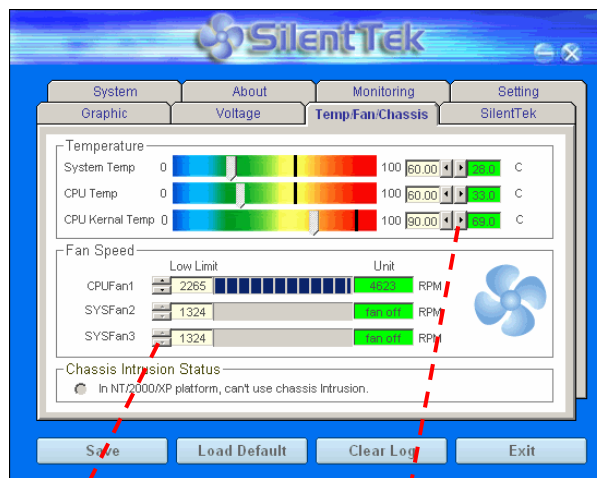 SilentTek
System About Monitoring Setting
Graphic Voltage Temp/Fan/Chassis SilentTek
Temperature
System Temp 0 100 60.00 28.0 C
CPU Temp 0 100 60.00 33.0 C
CPU Kernal Temp 0 100 90.00 69.0 C
Fan Speed
Low Limit Unit
CPUFan1 2265 4623 RPM
SYSFan2 1324 fan off RPM
SYSFan3 1324 fan off RPM
Chassis Intrusion Status
In NT/2000/XP platform, can't use chassis Intrusion.
Save Load Default Clear Log Exit